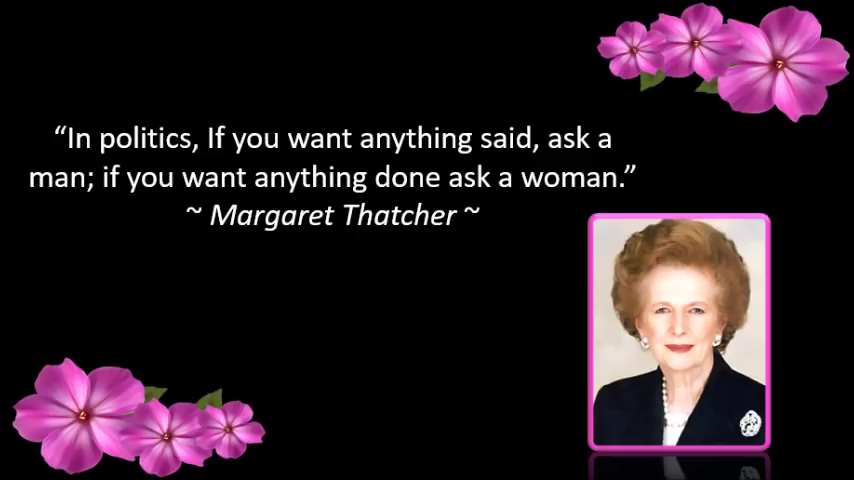 “In politics, If you want anything said, ask a
man; if you want anything done ask a woman.”
~ Margaret Thatcher ~